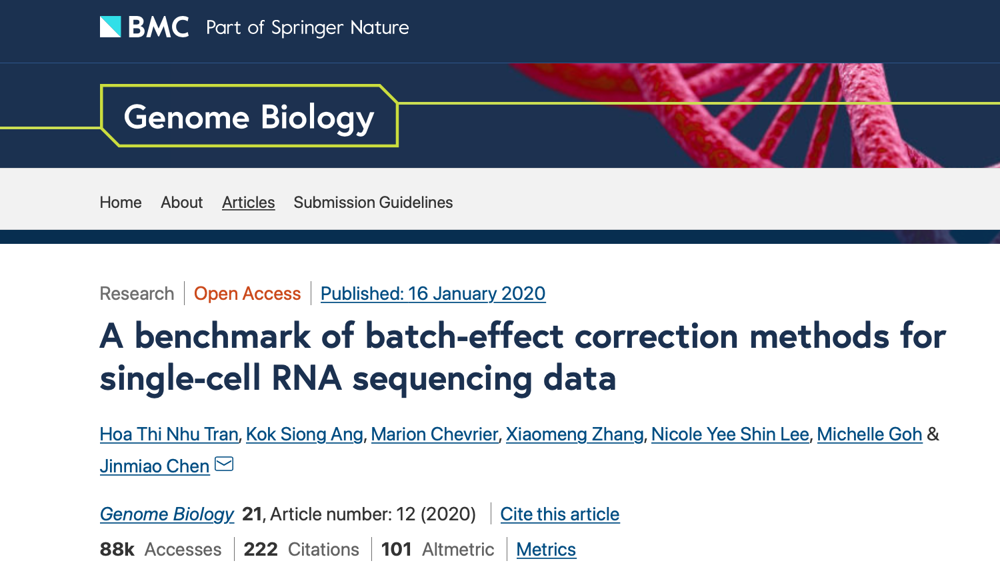 BMC Part of Springer Nature
Genome Biology
Home About Articles Submission Guidelines
Research Open Access Published: 16 January 2020
A benchmark of batch-effect correction methods for
single-cell RNA sequencing data
Hoa Thi Nhu Tran, Kok Siong Ang, Marion Chevrier, Xiaomeng Zhang, Nicole Yee Shin Lee, Michelle Goh &
Jinmiao Chen
Genome Biology 21, Article number: 12 (2020) Cite this article
88k Accesses 222 Citations 101 Altmetric Metrics